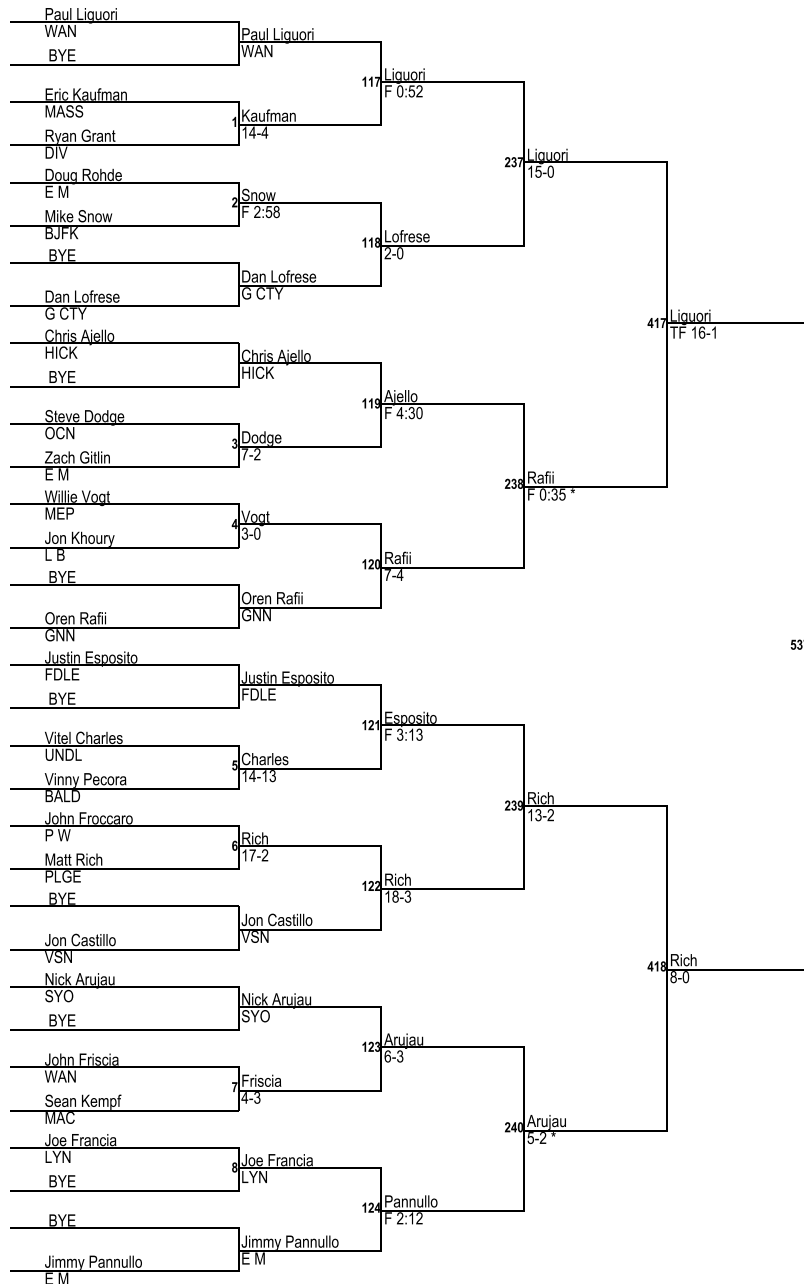 Paul Liguori
WAN
BYE
Paul Liguori
WAN
117 Liguori
F 0:52
Eric Kaufman
MASS
1 Kaufman
14-4
Ryan Grant
DIV
237 Liguori
15-0
Doug Rohde
E M
2 Snow
F 2:58
Mike Snow
BJFK
118 Lofrese
2-0
BYE
Dan Lofrese
G CTY
Dan Lofrese
G CTY
417 Liguori
TF 16-1
Chris Ajello
HICK
Chris Ajello
HICK
BYE
119 Ajello
F 4:30
Steve Dodge
OCN
3 Dodge
7-2
Zach Gitlin
E M
238 Rafii
F 0:35 *
Willie Vogt
MEP
4 Vogt
3-0
Jon Khoury
L B
120 Rafii
7-4
BYE
Oren Rafii
GNN
Oren Rafii
GNN
537
Justin Esposito
FDLE
Justin Esposito
FDLE
BYE
121 Esposito
F 3:13
Vitel Charles
UNDL
5 Charles
14-13
Vinny Pecora
BALD
239 Rich
13-2
John Froccaro
P W
6 Rich
17-2
Matt Rich
PLGE
122 Rich
18-3
BYE
Jon Castillo
VSN
Jon Castillo
VSN
418 Rich
8-0
Nick Arujau
SYO
Nick Arujau
SYO
BYE
123 Arujau
6-3
John Friscia
WAN
7 Friscia
4-3
Sean Kempf
MAC
240 Arujau
5-2 *
Joe Francia
LYN
8 Joe Francia
LYN
BYE
124 Pannullo
F 2:12
BYE
Jimmy Pannullo
E M
Jimmy Pannullo
E M